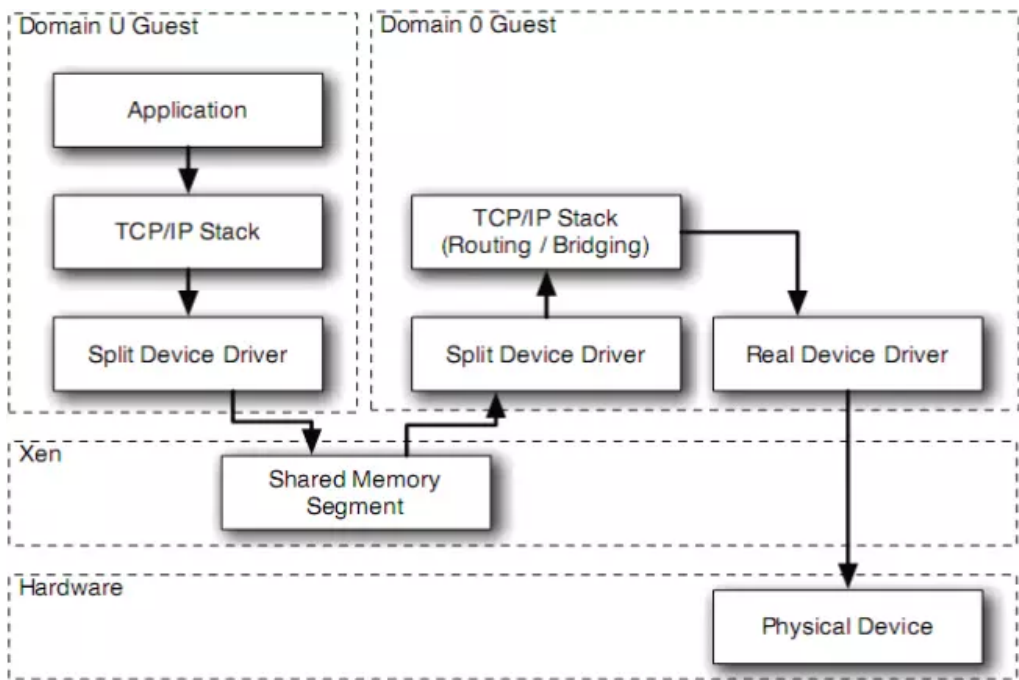 Domain U Guest
Application
TCP/IP Stack
Split Device Driver
Domain 0 Guest
TCP/IP Stack
(Routing / Bridging)
Split Device Driver
Real Device Driver
Xen
Shared Memory
Segment
Hardware
Physical Device